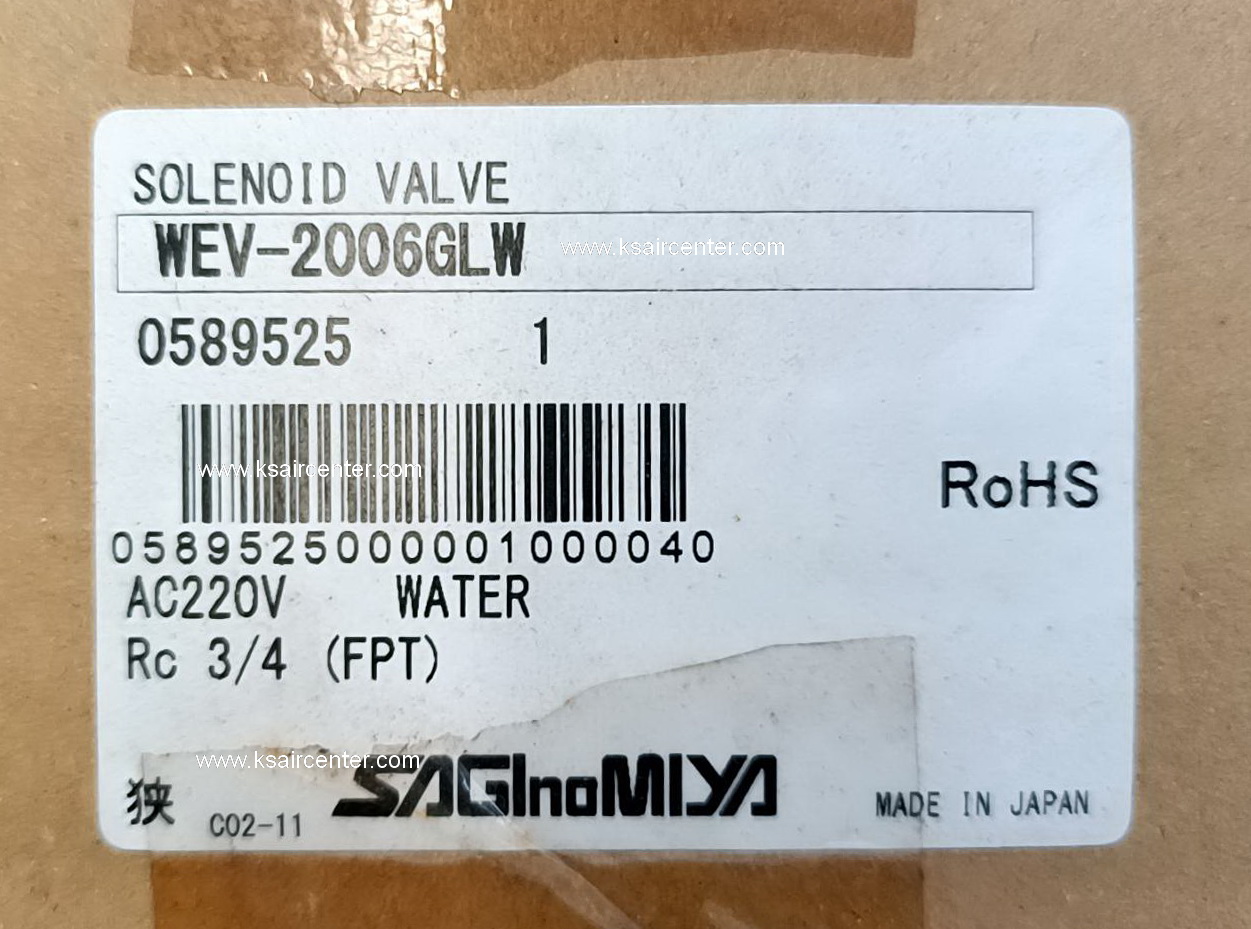 SOLENOID VALVE
WEV-2006GLW www.ksaircenter.com
0589525 1
www.ksaircenter.com
0589525000001000040
RoHS
AC220V WATER
Rc 3/4 (FPT)
www.ksaircenter.com
狭 C02-11 SAGInoMIYA MADE IN JAPAN